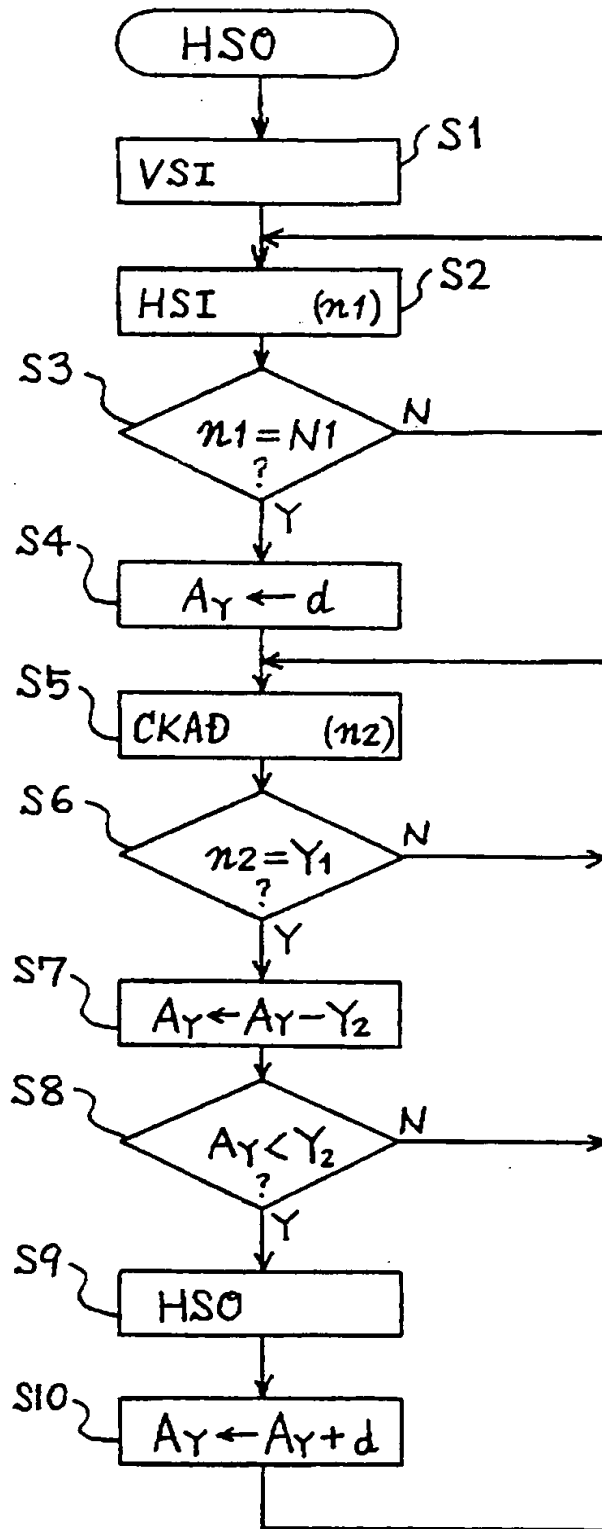 HSO
S1
VSI
S2
HSI (n1)
S3
n1=N1
?
N
Y
S4
AY ← d
S5
CKAD (n2)
S6
n2=Y1
?
N
Y
S7
AY ← AY − Y2
S8
AY < Y2
?
N
Y
S9
HSO
S10
AY ← AY + d